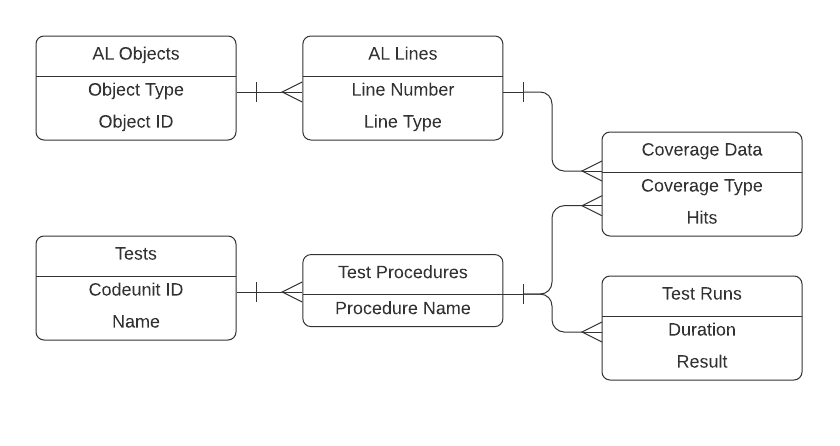 AL Objects
Object Type
Object ID
AL Lines
Line Number
Line Type
Coverage Data
Coverage Type
Hits
Tests
Codeunit ID
Name
Test Procedures
Procedure Name
Test Runs
Duration
Result